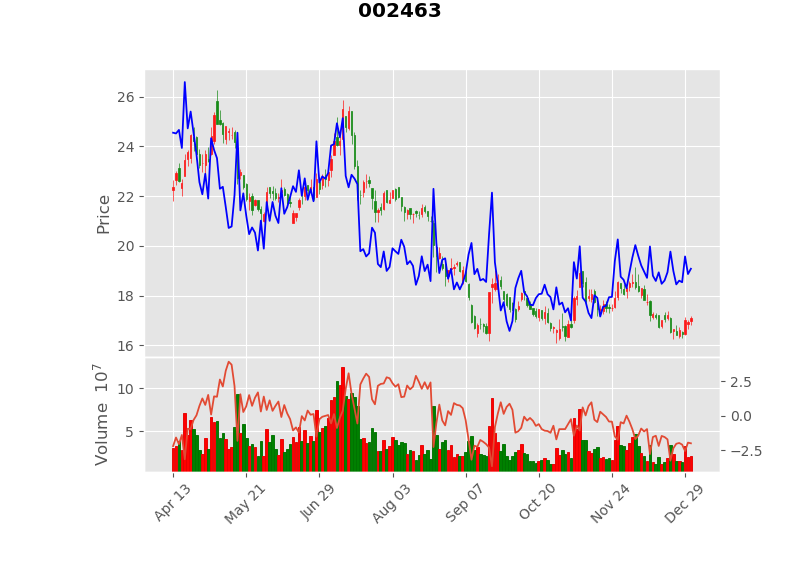 002463
26
24
22
20
18
16
Price
10
5
Volume 10^7
2.5
0.0
−2.5
Apr 13
May 21
Jun 29
Aug 03
Sep 07
Oct 20
Nov 24
Dec 29